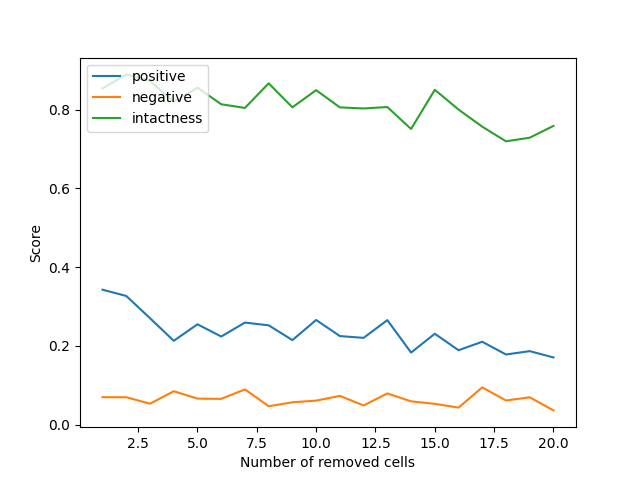 positive
negative
intactness
0.8
0.6
0.4
0.2
0.0
Score
2.5 5.0 7.5 10.0 12.5 15.0 17.5 20.0
Number of removed cells